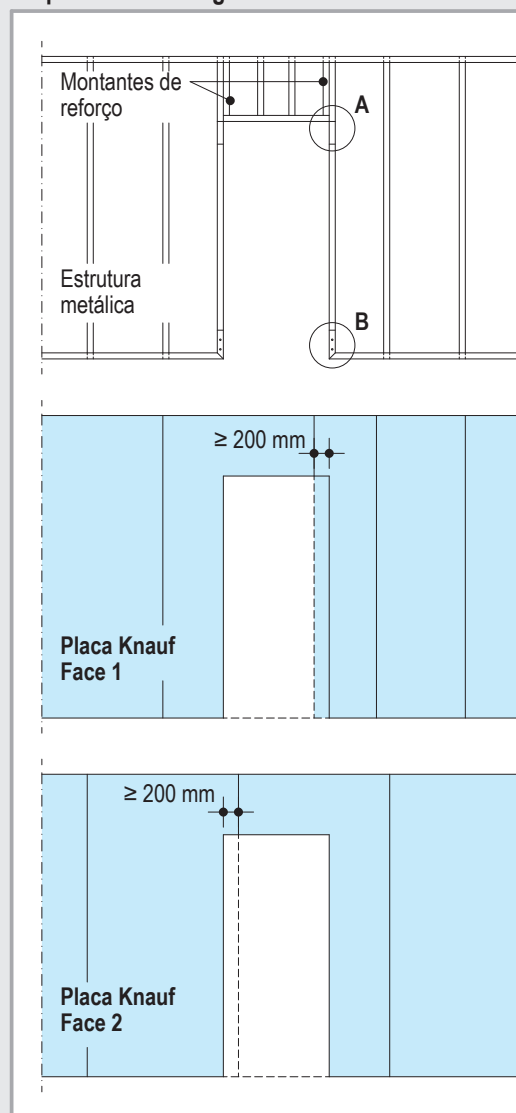 Montantes de
reforço
A
Estrutura
metálica
B
≥ 200 mm
Placa Knauf
Face 1
≥ 200 mm
Placa Knauf
Face 2